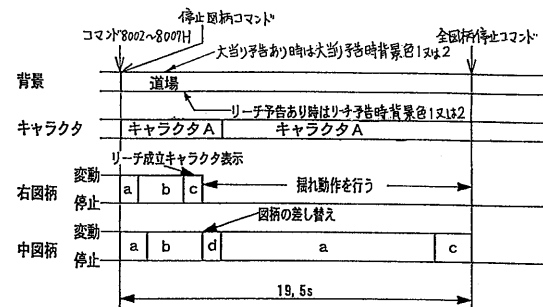 停止図柄コマンド
コマンド8002~8007H
全図柄停止コマンド
大当り予告あり時は大当り予告時背景色1又は2
背景
道場
リーチ予告あり時はリーチ予告時背景色1又は2
キャラクタ
キャラクタA
キャラクタA
リーチ成立キャラクタ表示
右図柄
変動
停止
a
b
c
揺れ動作を行う
図柄の差し替え
中図柄
変動
停止
a
b
d
a
c
19,5s